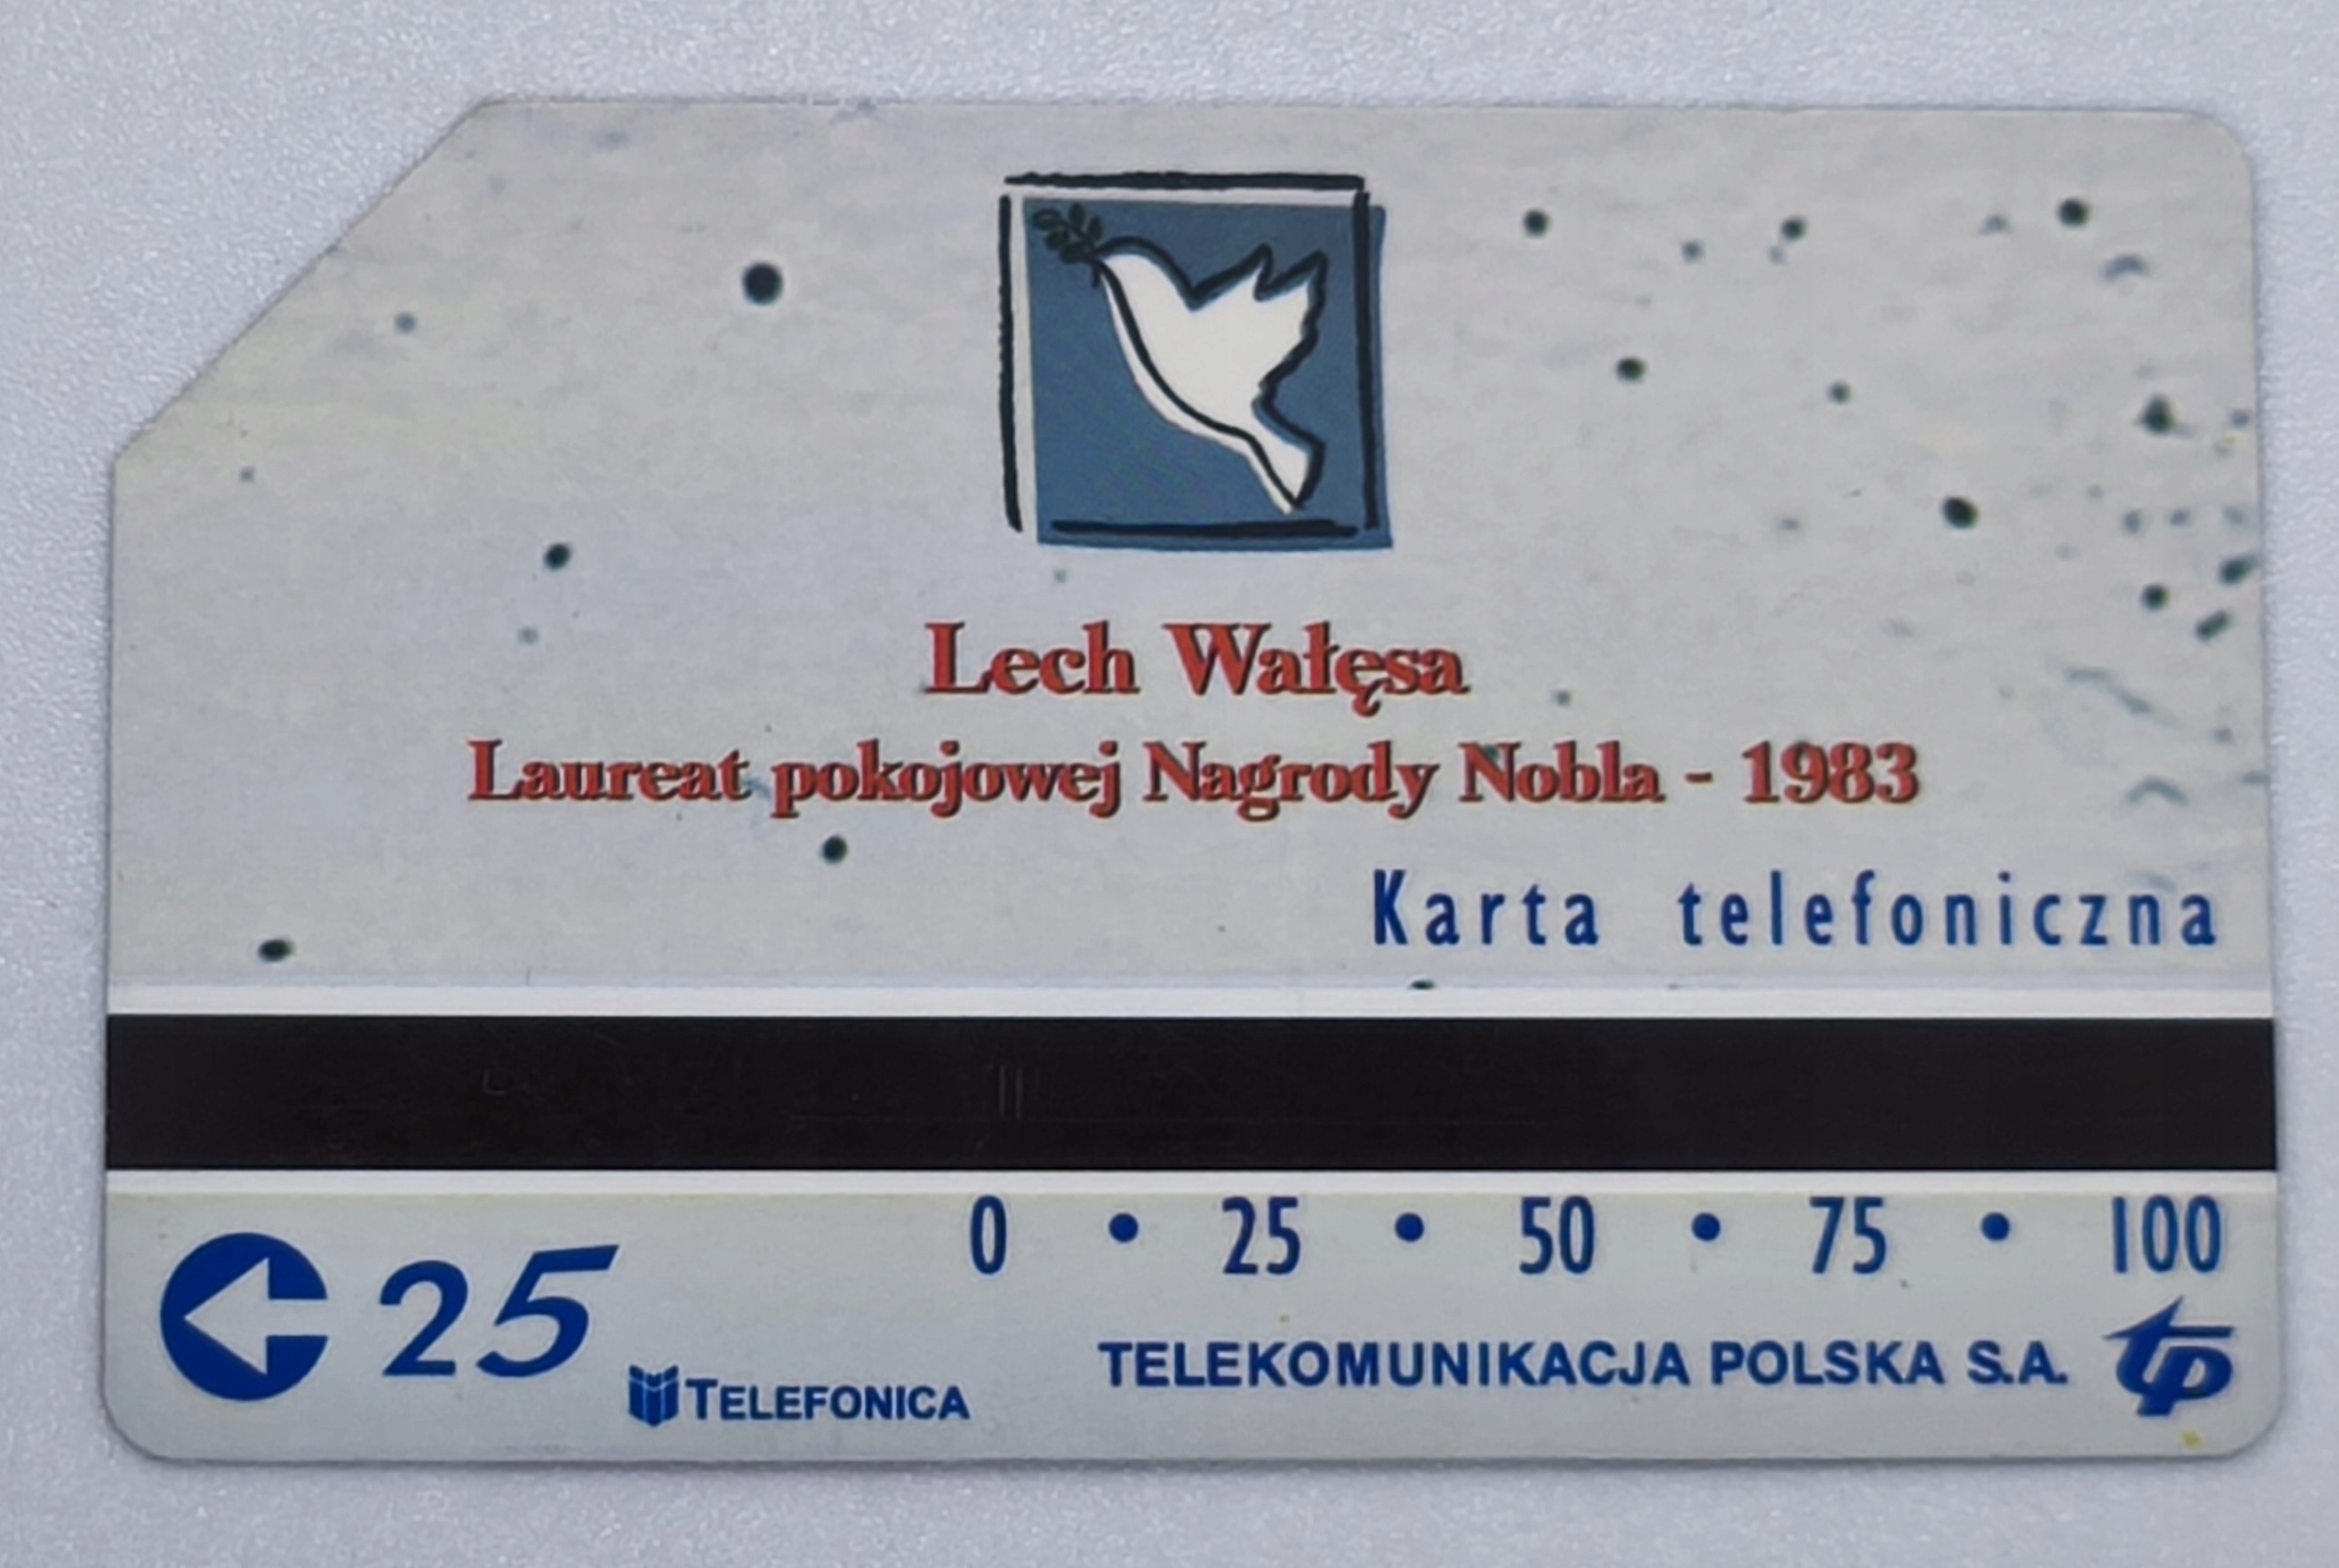 Lech Wałęsa
Laureat pokojowej Nagrody Nobla - 1983
Karta telefoniczna
0 • 25 • 50 • 75 • 100
25
TELEFONICA
TELEKOMUNIKACJA POLSKA S.A. tp